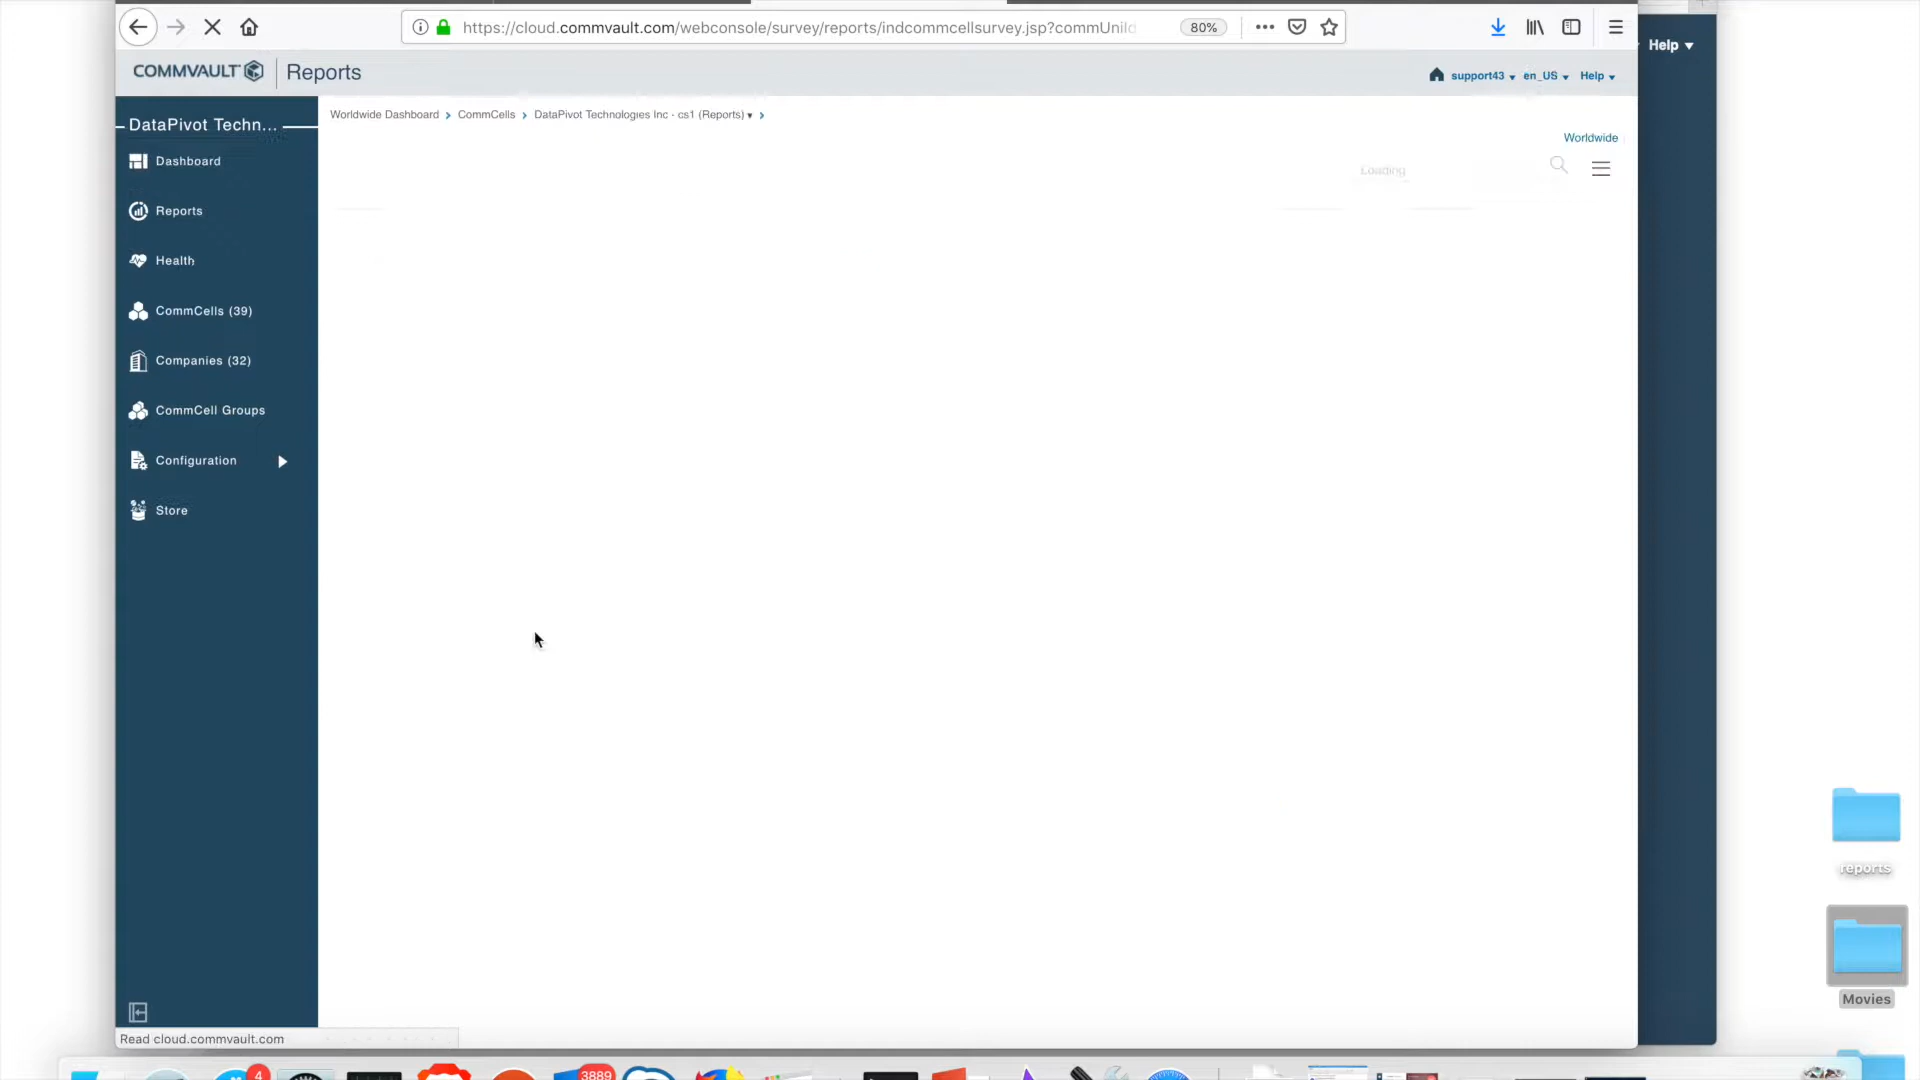 https://cloud.commvault.com/webconsole/survey/reports/indcommcellsurvey.jsp?commUniId
80%
Help
COMMVAULT
Reports
support43
en_US
Help
DataPivot Techn...
Worldwide Dashboard > CommCells > DataPivot Technologies Inc - cs1 (Reports) >
Worldwide
Dashboard
Loading
Reports
Health
CommCells (39)
Companies (32)
CommCell Groups
Configuration
Store
reports
Movies
Read cloud.commvault.com
4
3889